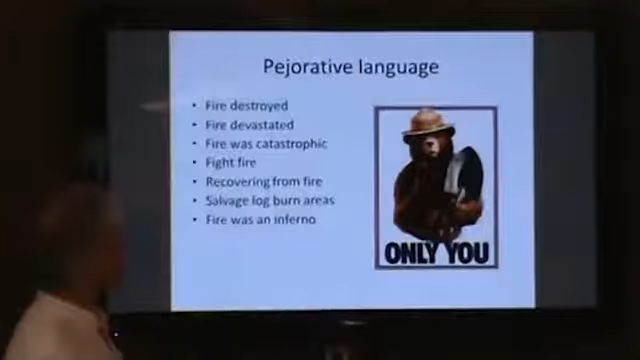 Pejorative language
• Fire destroyed
• Fire devastated
• Fire was catastrophic
• Fight fire
• Recovering from fire
• Salvage log burn areas
• Fire was an inferno
ONLY YOU